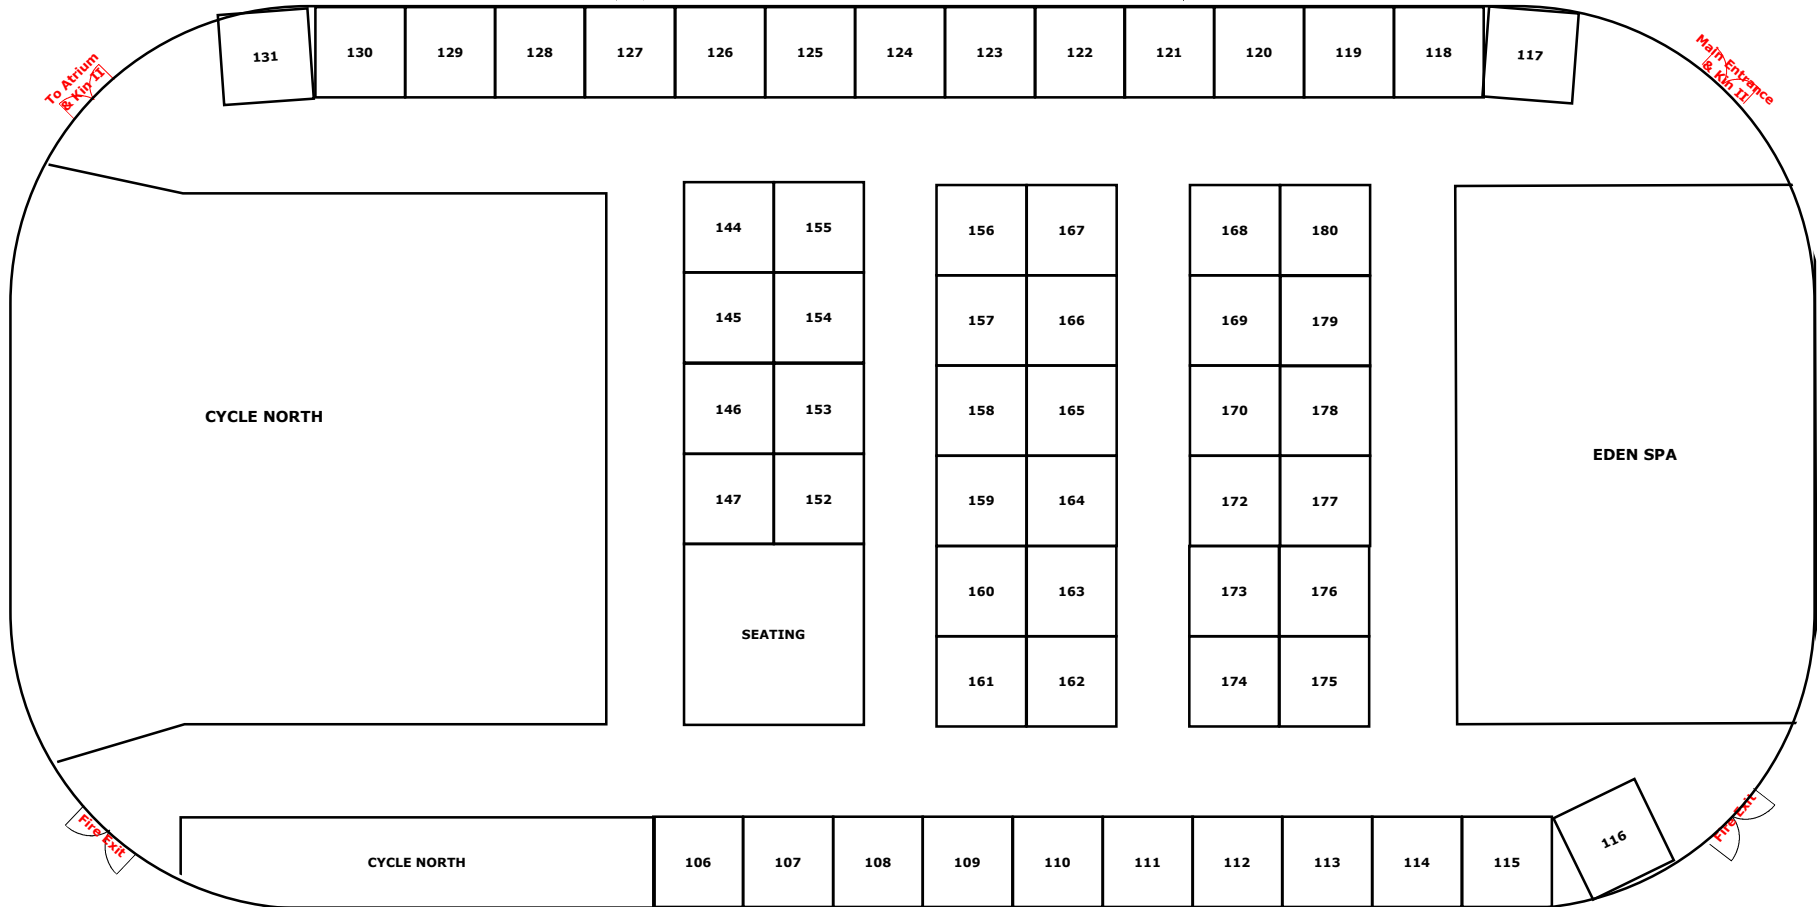 131 130 129 128 127 126 125 124 123 122 121 120 119 118 117
To Atrium
& Kin II
Main Entrance
& Kin II
144 155 156 167 168 180
145 154 157 166 169 179
CYCLE NORTH
146 153 158 165 170 178
EDEN SPA
147 152 159 164 172 177
160 163 173 176
SEATING
161 162 174 175
Fire Exit
Fire Exit
CYCLE NORTH
106 107 108 109 110 111 112 113 114 115 116